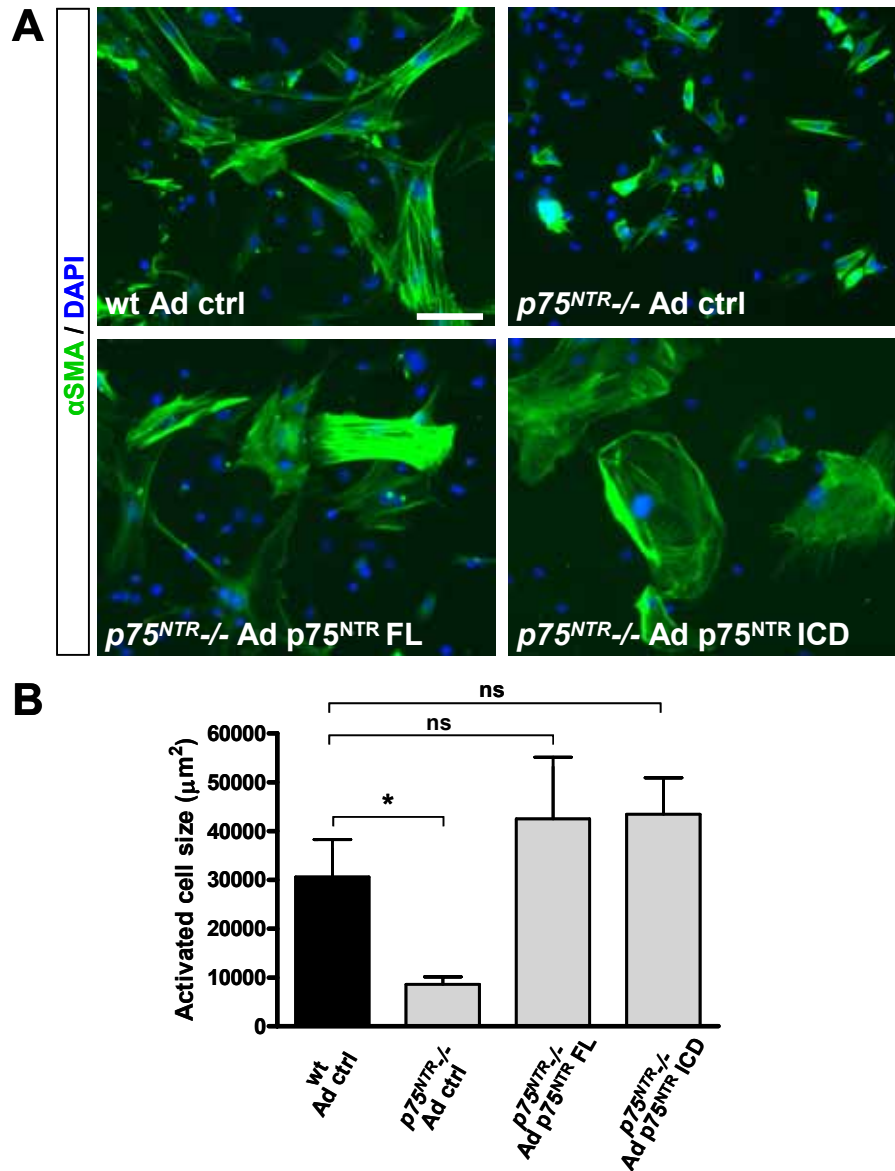 A
αSMA / DAPI
wt Ad ctrl
p75NTR-/- Ad ctrl
p75NTR-/- Ad p75NTR FL
p75NTR-/- Ad p75NTR ICD
B
ns
ns
*
Activated cell size (μm2)
60000
50000
40000
30000
20000
10000
0
wt
Ad ctrl
p75NTR-/-
Ad ctrl
p75NTR-/-
Ad p75NTR FL
p75NTR-/-
Ad p75NTR ICD